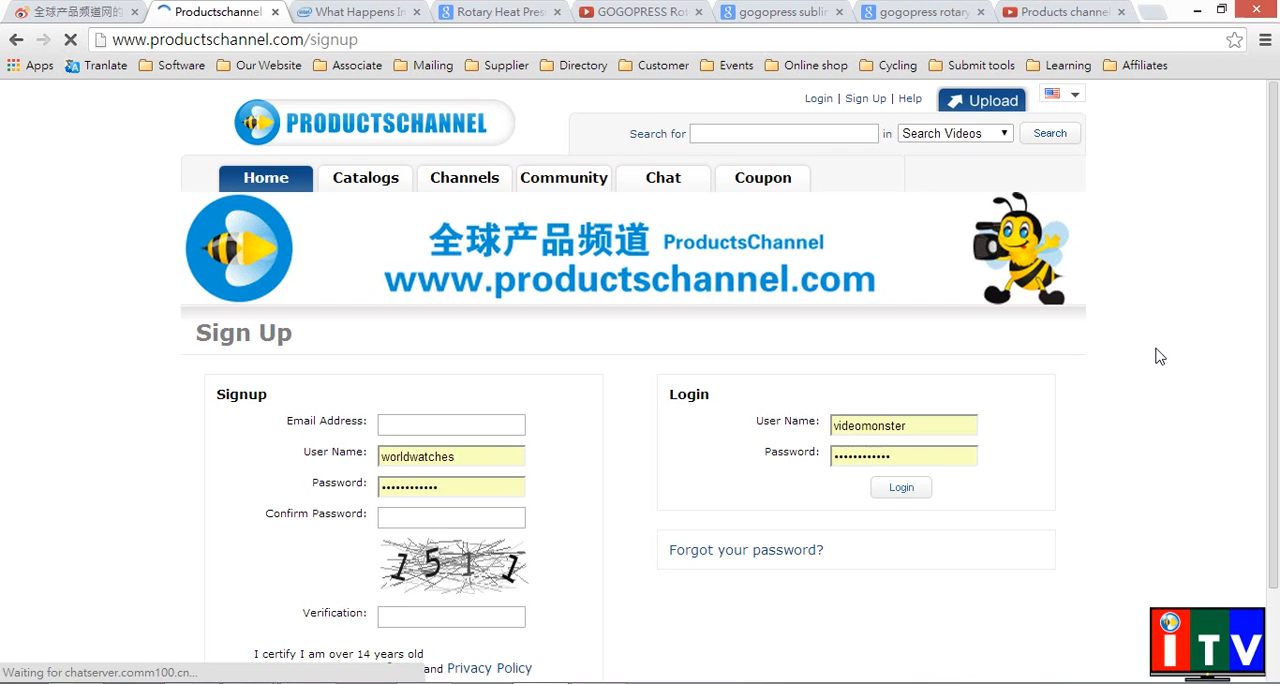 全球产品频道网的
Productschannel
What Happens In
Rotary Heat Pres
GOGOPRESS Rot
gogopress subli
gogopress rotary
Products channel
www.productschannel.com/signup
Apps Tranlate Software Our Website Associate Mailing Supplier Directory Customer Events Online shop Cycling Submit tools Learning Affiliates
Login | Sign Up | Help Upload
PRODUCTSCHANNEL
Search for in Search Videos Search
Home Catalogs Channels Community Chat Coupon
全球产品频道 ProductsChannel
www.productschannel.com
Sign Up
Signup
Email Address:
User Name: worldwatches
Password: ••••••••••••
Confirm Password:
1 5 1 1
Verification:
I certify I am over 14 years old
and Privacy Policy
Login
User Name: videomonster
Password: ••••••••••••
Login
Forgot your password?
Waiting for chatserver.comm100.cn...
iTV